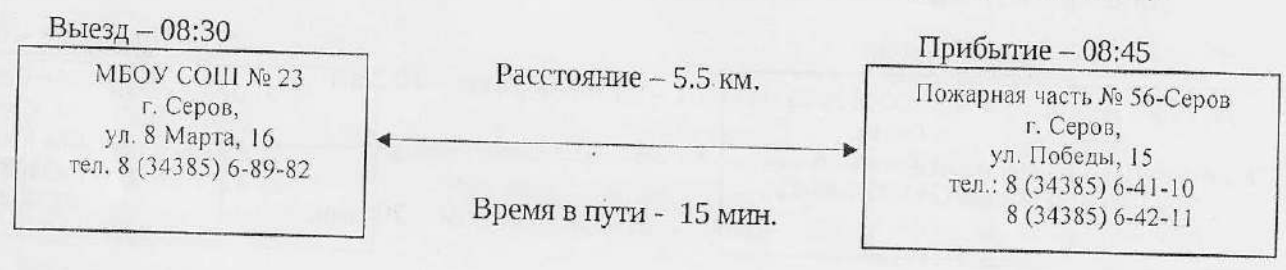 Выезд – 08:30
МБОУ СОШ № 23
г. Серов,
ул. 8 Марта, 16
тел. 8 (34385) 6-89-82
Расстояние – 5.5 км.
Время в пути - 15 мин.
Прибытие – 08:45
Пожарная часть № 56-Серов
г. Серов,
ул. Победы, 15
тел.: 8 (34385) 6-41-10
8 (34385) 6-42-11